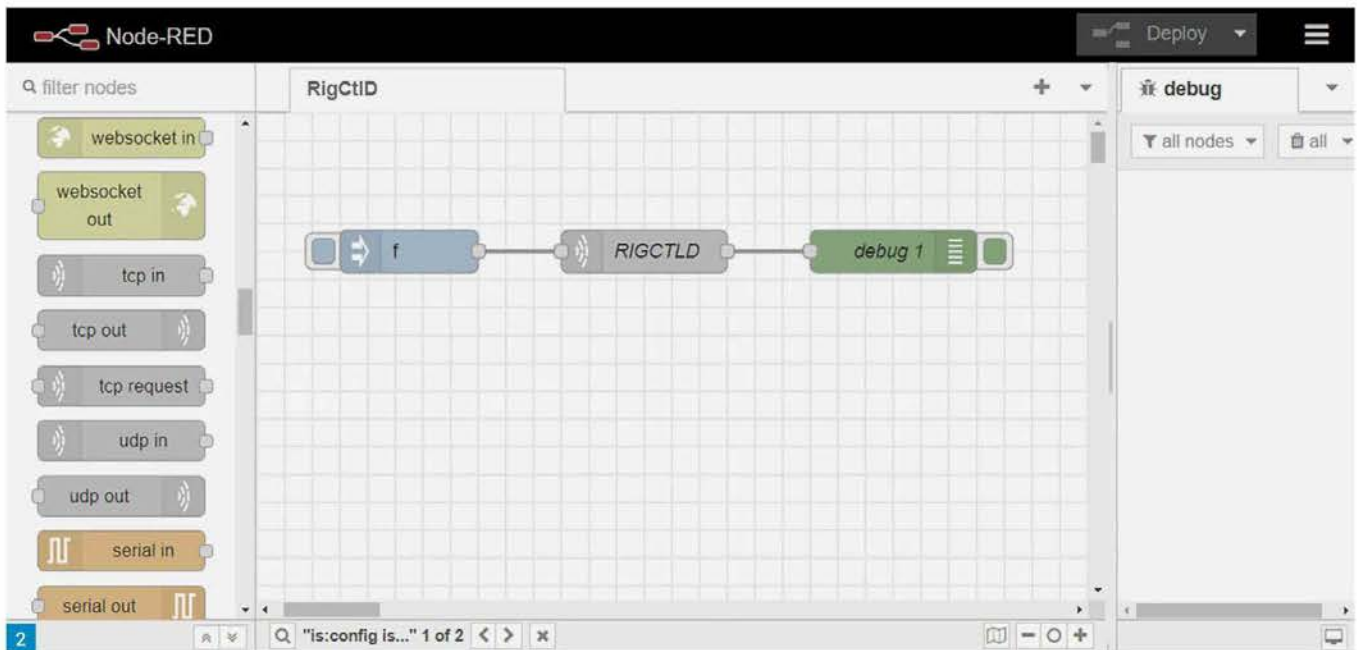 Node-RED
Deploy
filter nodes
RigCtlD
debug
websocket in
all nodes
all
websocket
out
f
RIGCTLD
debug 1
tcp in
tcp out
tcp request
udp in
udp out
serial in
serial out
2
"is:config is..." 1 of 2